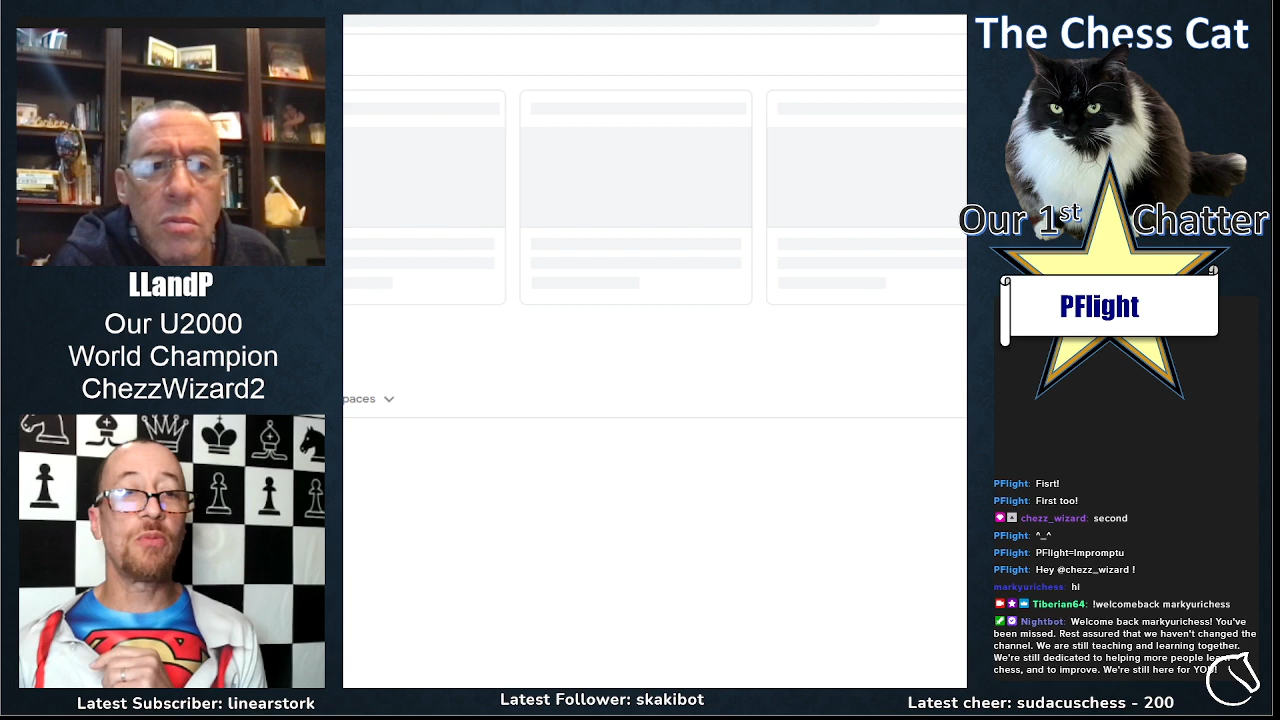 The Chess Cat
Our 1st Chatter
PFlight
LLandP
Our U2000
World Champion
ChezzWizard2
paces
PFlight: Fisrt!
PFlight: First too!
chezz_wizard: second
PFlight: ^_^
PFlight: PFlight=Impromptu
PFlight: Hey @chezz_wizard !
markyurichess: hi
Tiberian64: !welcomeback markyurichess
Nightbot: Welcome back markyurichess! You've
been missed. Rest assured that we haven't changed the
channel. We are still teaching and learning together.
We're still dedicated to helping more people
chess, and to improve. We're still here for YOU!
Latest Subscriber: linearstork
Latest Follower: skakibot
Latest cheer: sudacuschess - 200